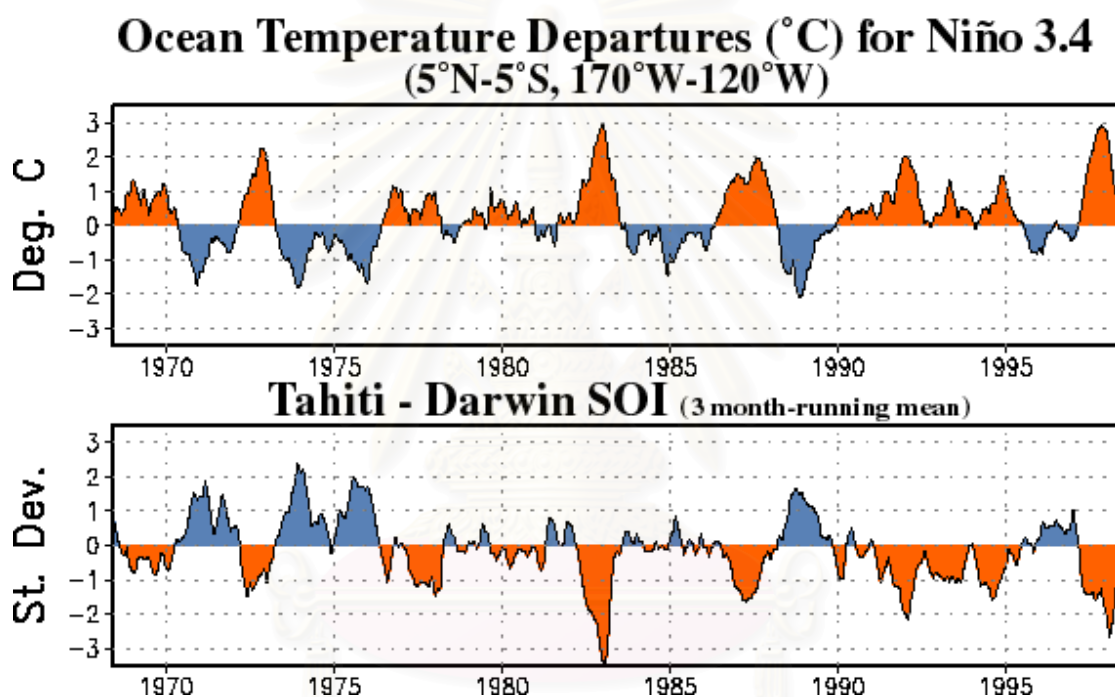 Ocean Temperature Departures (˚C) for Niño 3.4
(5˚N-5˚S, 170˚W-120˚W)
Deg. C
3
2
1
0
-1
-2
-3
1970 1975 1980 1985 1990 1995
Tahiti - Darwin SOI (3 month-running mean)
St. Dev.
3
2
1
0
-1
-2
-3
1970 1975 1980 1985 1990 1995